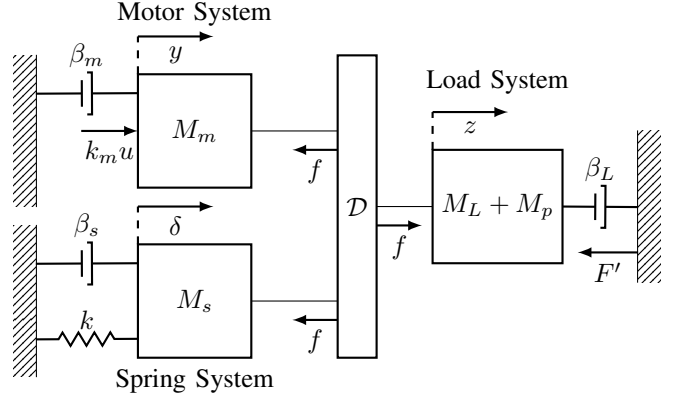 Motor System
β_m
y
M_m
k_m u
f
Load System
z
β_L
M_L + M_p
F′
D
f
β_s
δ
M_s
k
f
Spring System